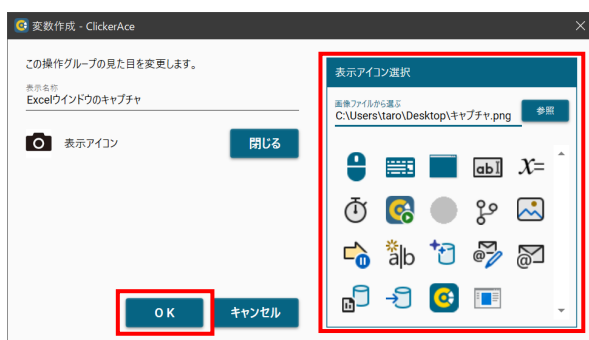 変数作成 - ClickerAce
この操作グループの見た目を変更します。
表示名称
Excelウインドウのキャプチャ
表示アイコン
閉じる
OK
キャンセル
表示アイコン選択
画像ファイルから選ぶ
C:\Users\taro\Desktop\キャプチャ.png
参照
ab
X=
a|b